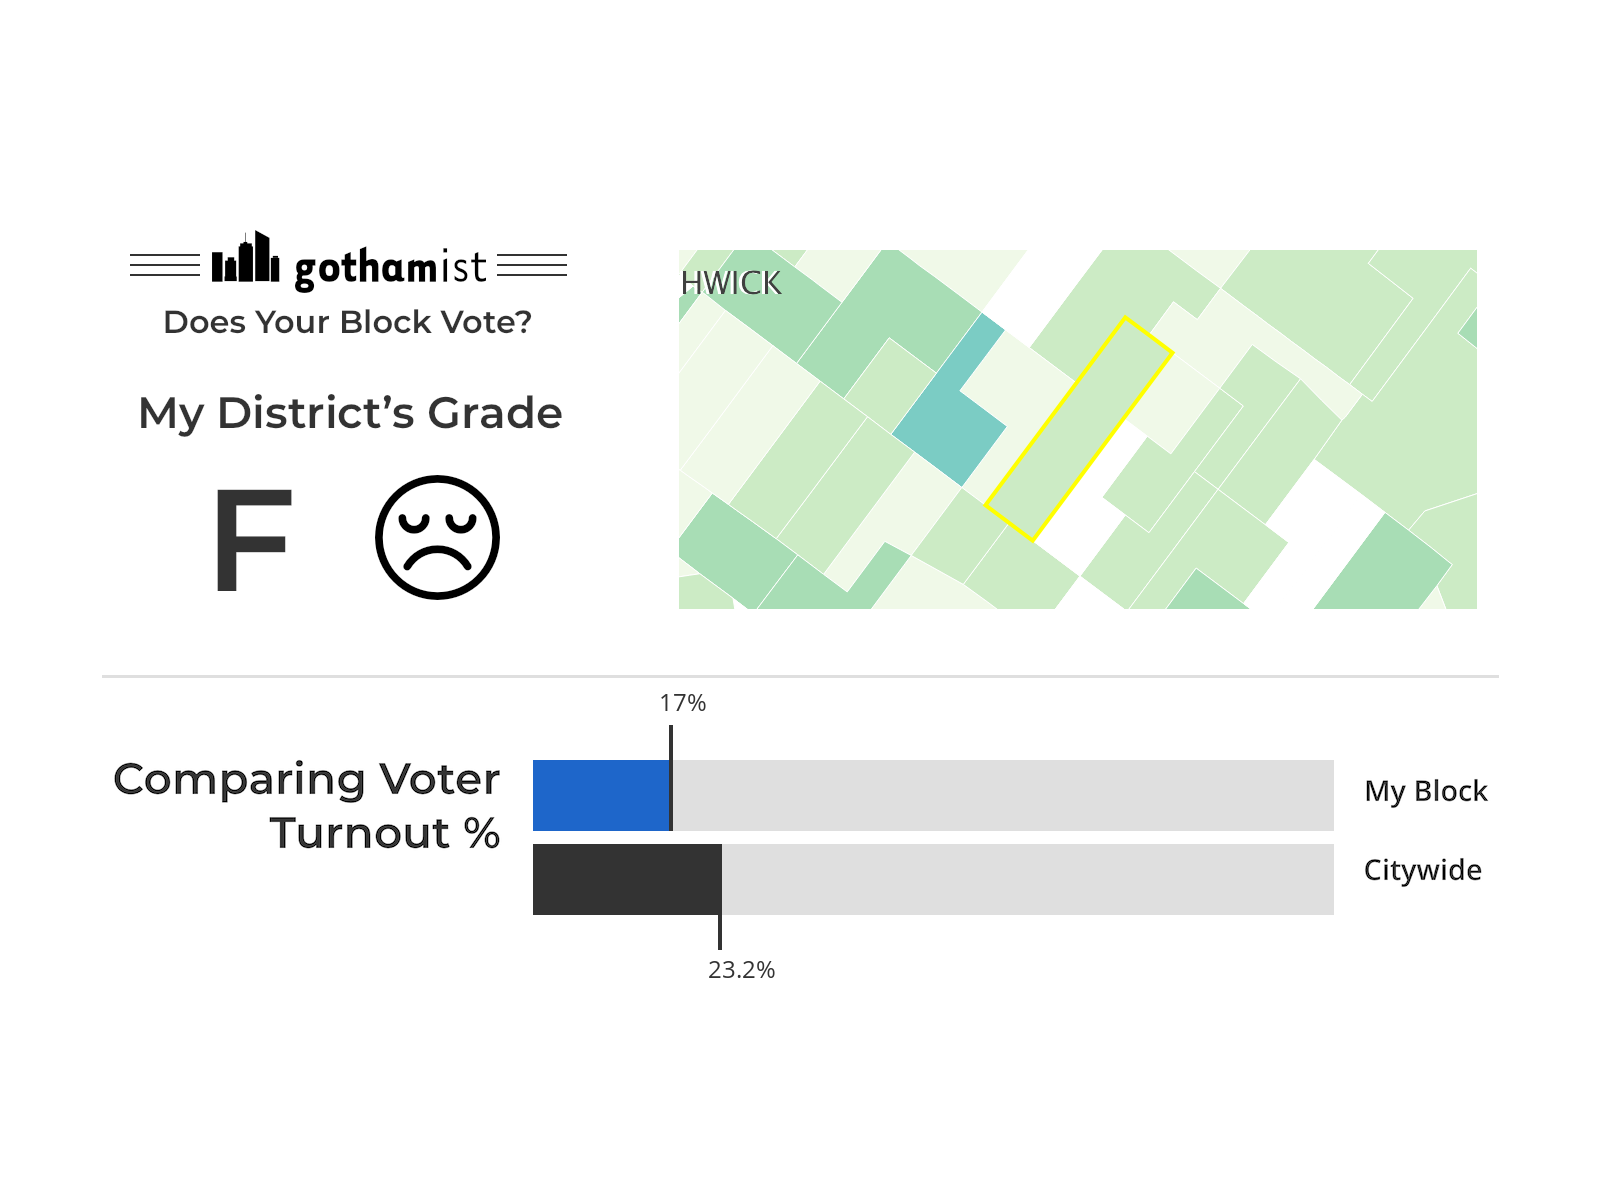 gothamist
Does Your Block Vote?
My District’s Grade
F
HWICK
17%
Comparing Voter
Turnout %
My Block
Citywide
23.2%